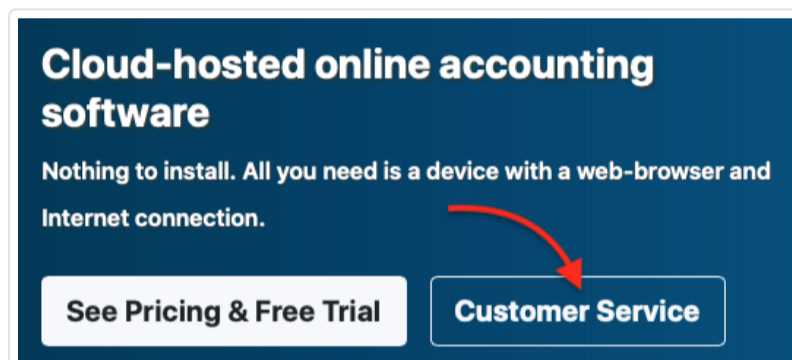 Cloud-hosted online accounting
software
Nothing to install. All you need is a device with a web-browser and
Internet connection.
See Pricing & Free Trial
Customer Service